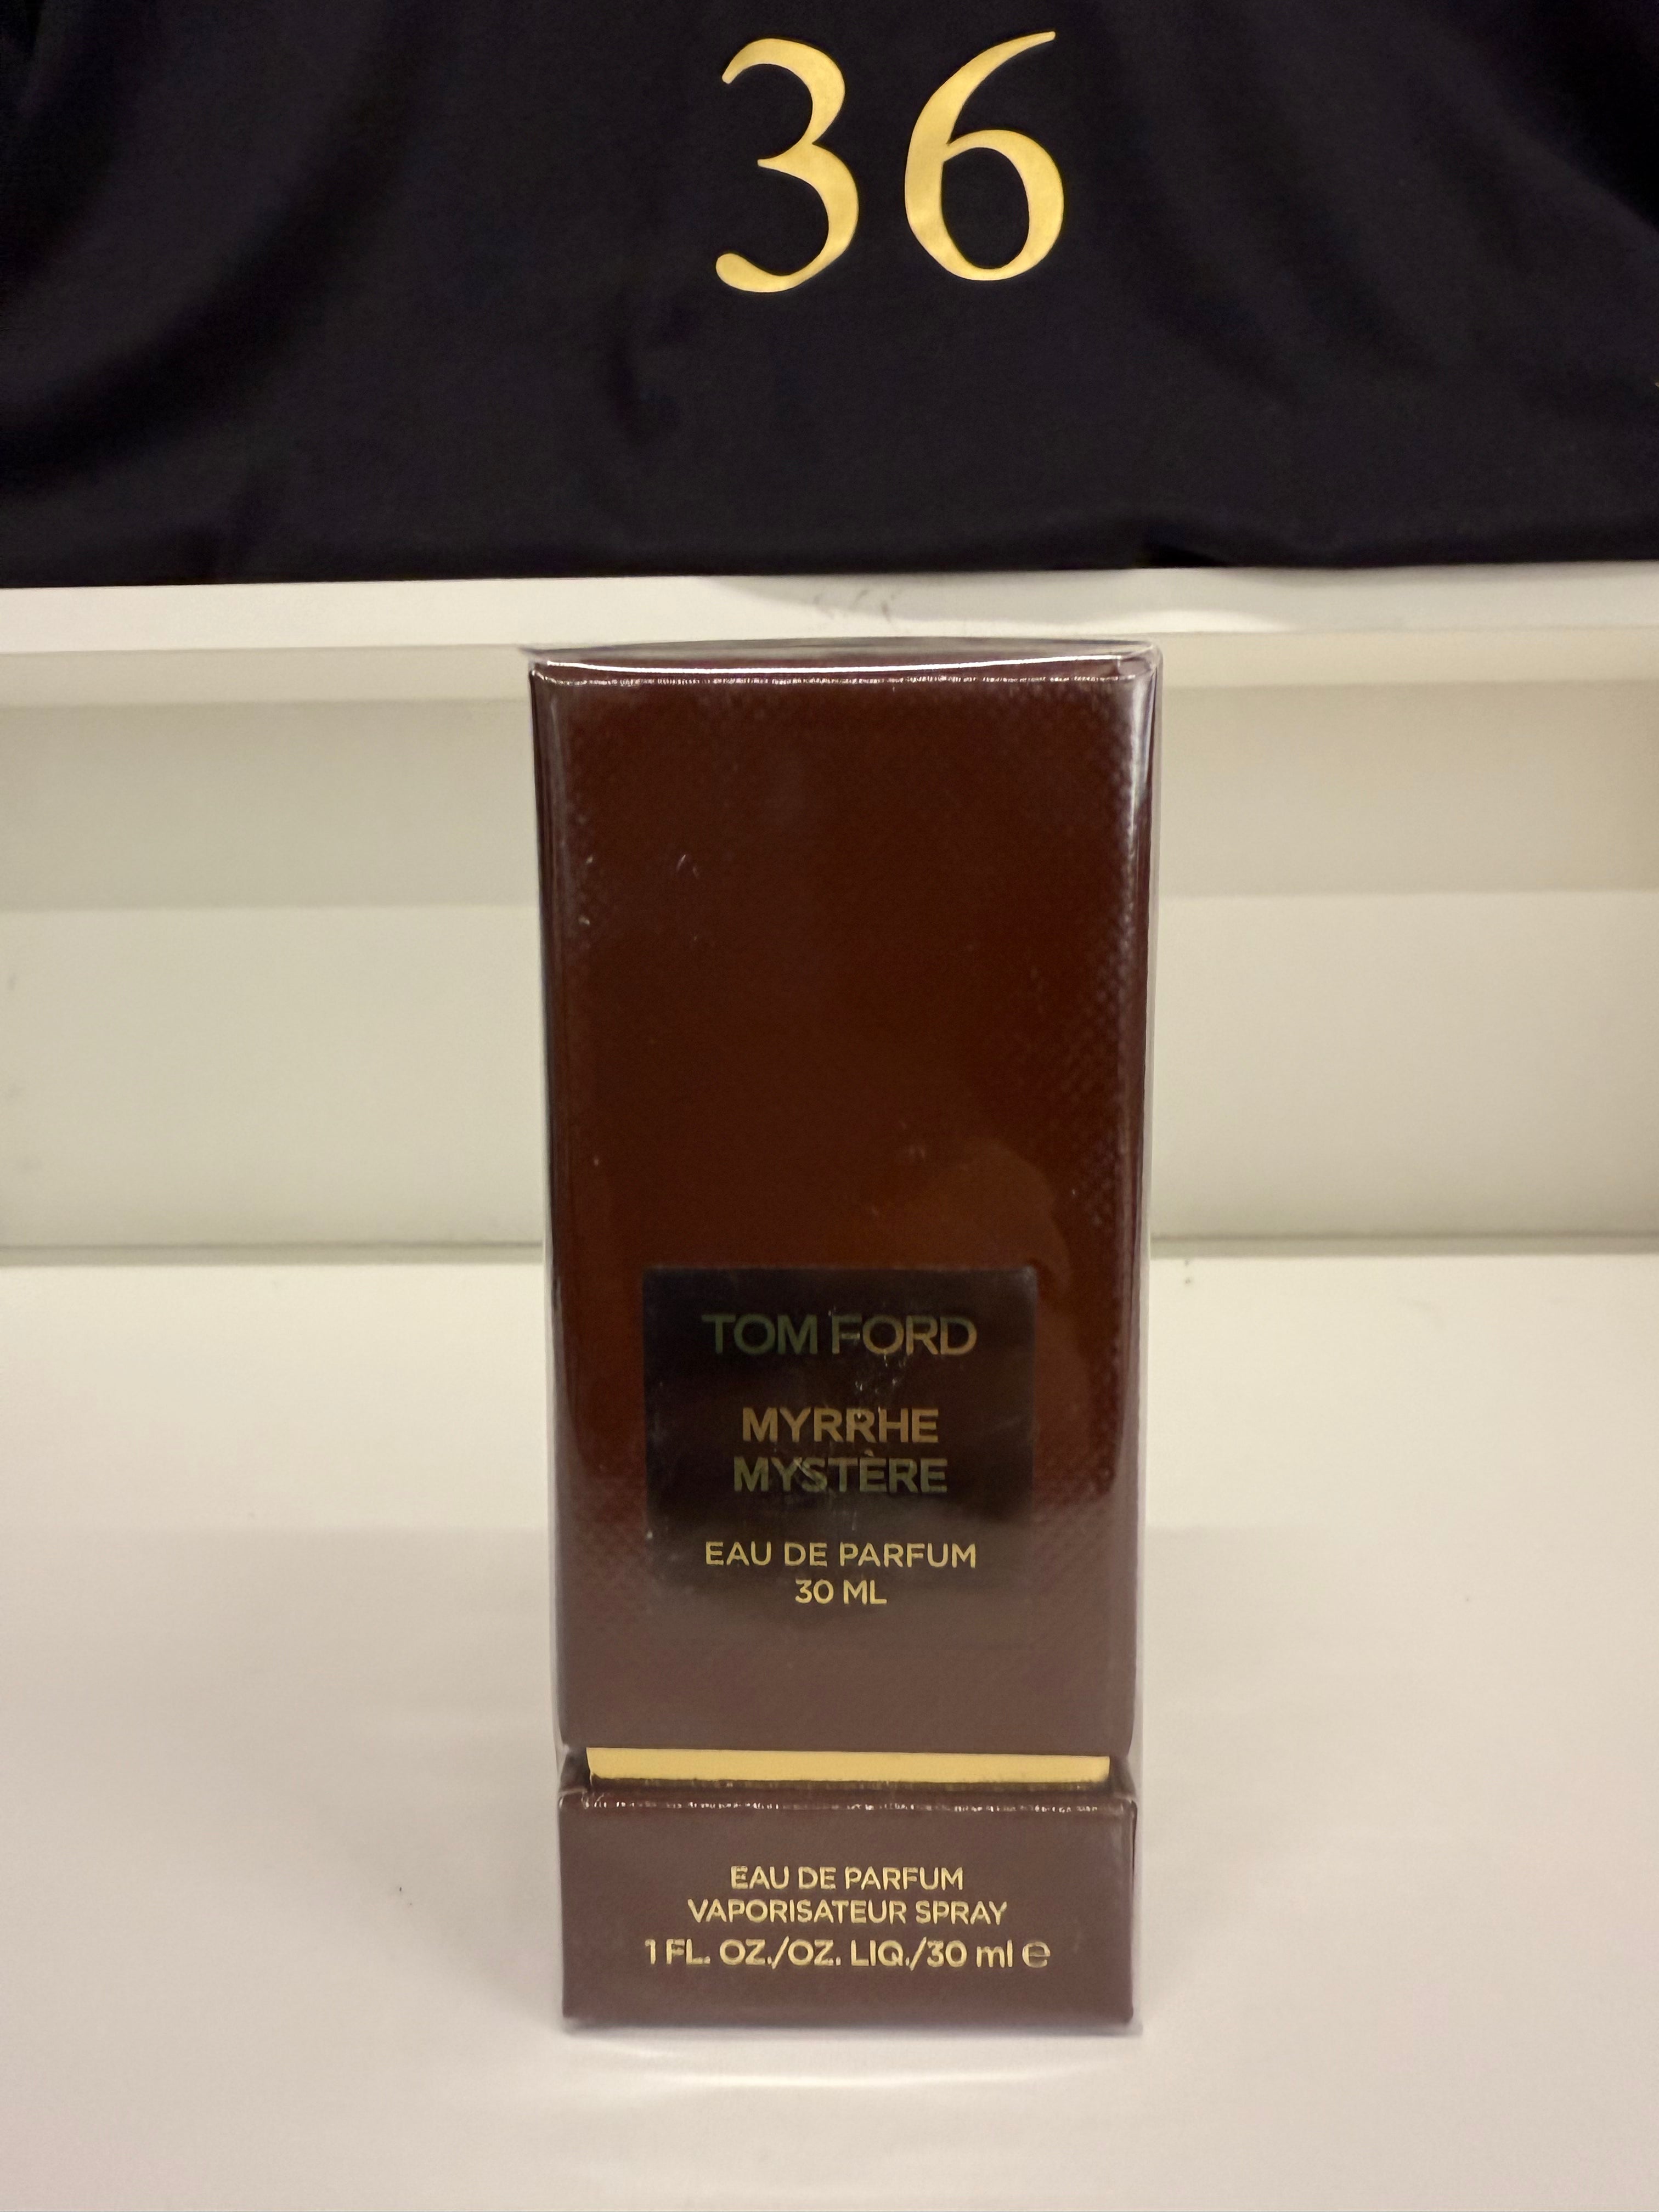 36
TOM FORD
MYRRHE
MYSTÈRE
EAU DE PARFUM
30 ML
EAU DE PARFUM
VAPORISATEUR SPRAY
1 FL. OZ./OZ. LIQ./30 ml ℮